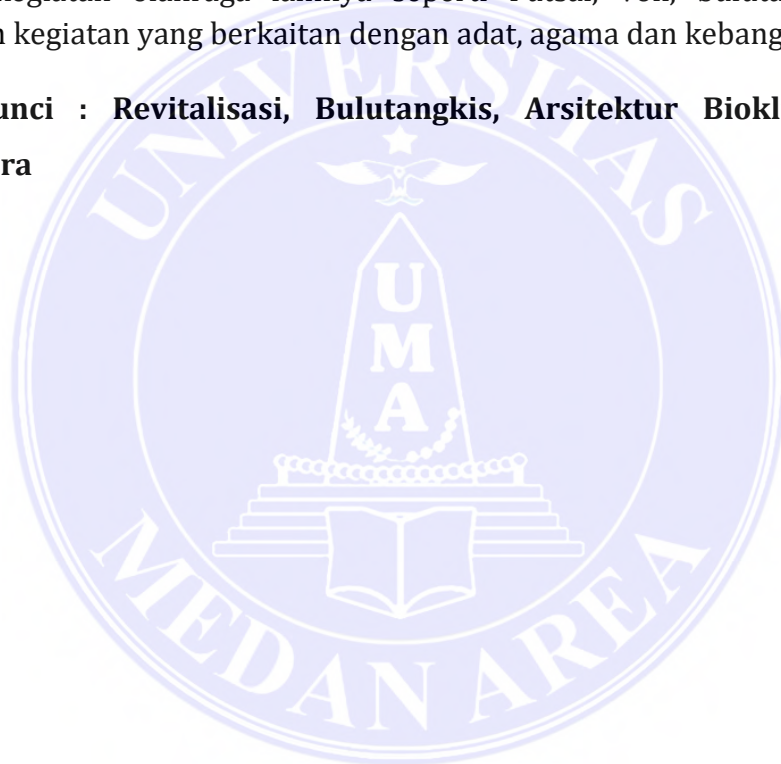 kegiatan olahraga lainnya seperti Futsal, Voli,
kegiatan yang berkaitan dengan adat, agama dan kebang
unci : Revitalisasi, Bulutangkis, Arsitektur Biokl
ra
UNIVERSITAS
UMA
MEDAN AREA